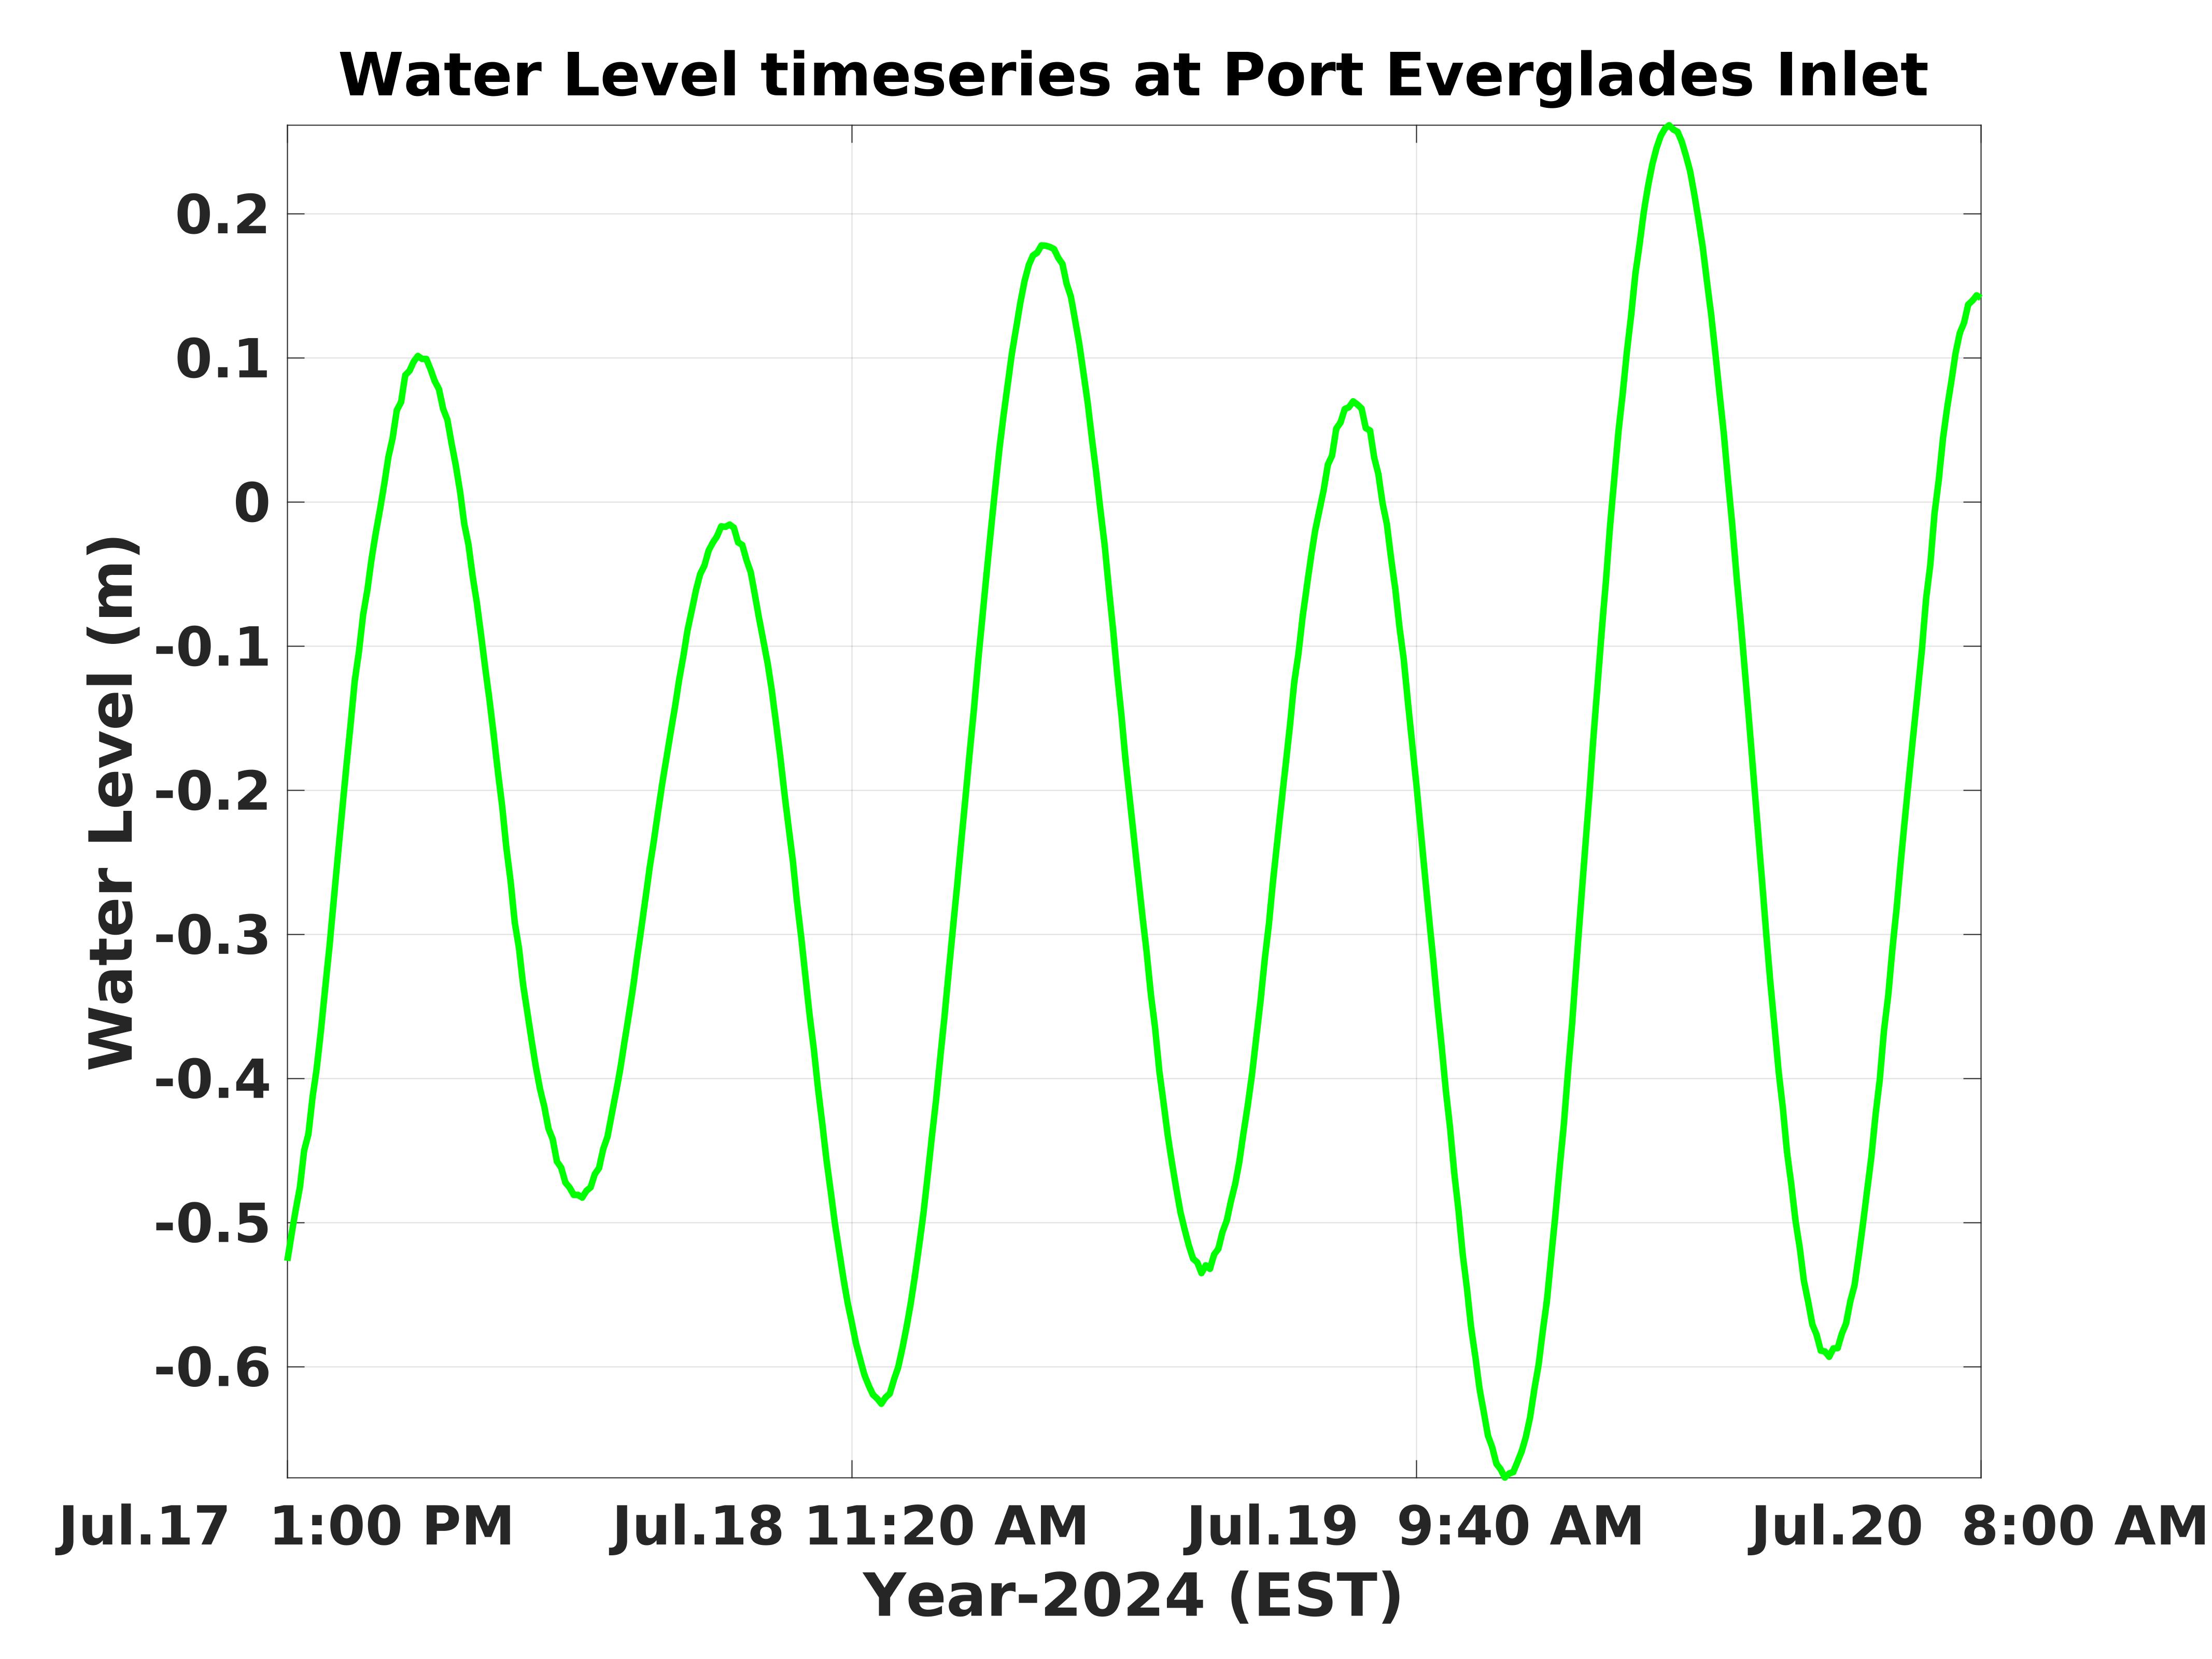 Water Level timeseries at Port Everglades Inlet
0.2
0.1
0
-0.1
-0.2
-0.3
-0.4
-0.5
-0.6
Water Level (m)
Jul.17 1:00 PM
Jul.18 11:20 AM
Jul.19 9:40 AM
Jul.20 8:00 AM
Year-2024 (EST)